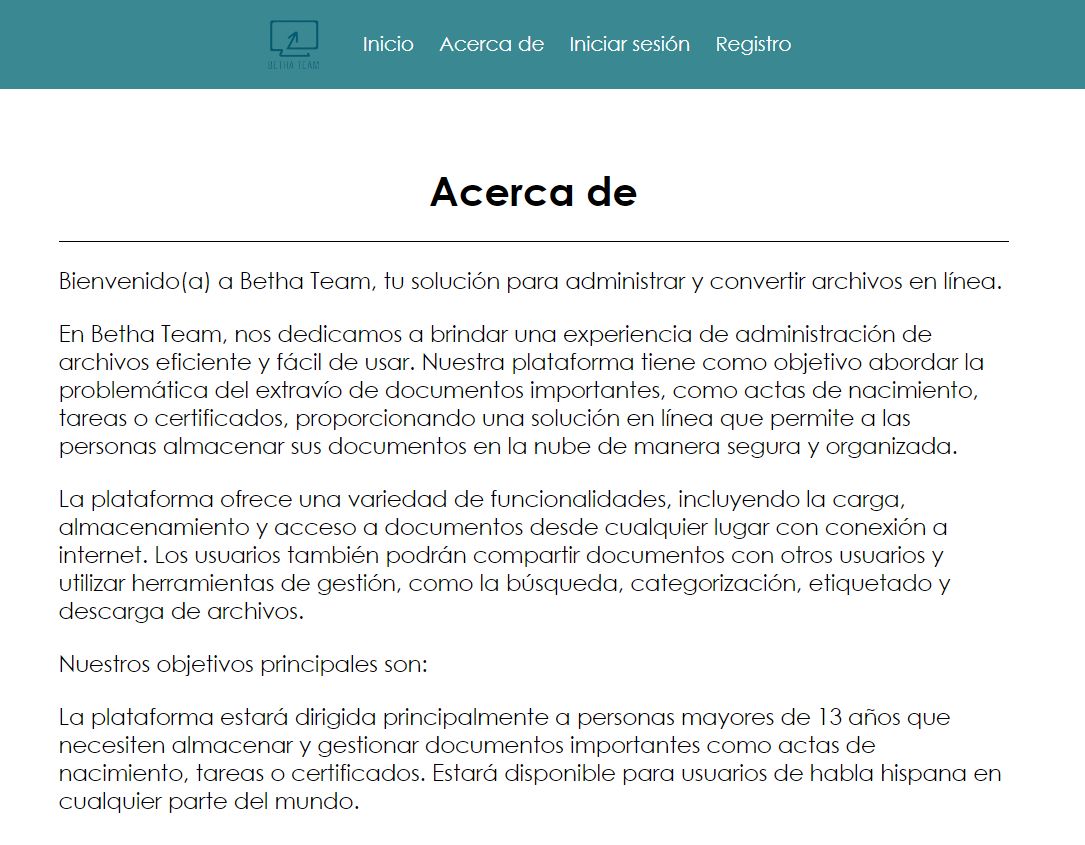 BETHA TEAM
Inicio Acerca de Iniciar sesión Registro
Acerca de
Bienvenido(a) a Betha Team, tu solución para administrar y convertir archivos en línea.
En Betha Team, nos dedicamos a brindar una experiencia de administración de
archivos eficiente y fácil de usar. Nuestra plataforma tiene como objetivo abordar la
problemática del extravío de documentos importantes, como actas de nacimiento,
tareas o certificados, proporcionando una solución en línea que permite a las
personas almacenar sus documentos en la nube de manera segura y organizada.
La plataforma ofrece una variedad de funcionalidades, incluyendo la carga,
almacenamiento y acceso a documentos desde cualquier lugar con conexión a
internet. Los usuarios también podrán compartir documentos con otros usuarios y
utilizar herramientas de gestión, como la búsqueda, categorización, etiquetado y
descarga de archivos.
Nuestros objetivos principales son:
La plataforma estará dirigida principalmente a personas mayores de 13 años que
necesiten almacenar y gestionar documentos importantes como actas de
nacimiento, tareas o certificados. Estará disponible para usuarios de habla hispana en
cualquier parte del mundo.